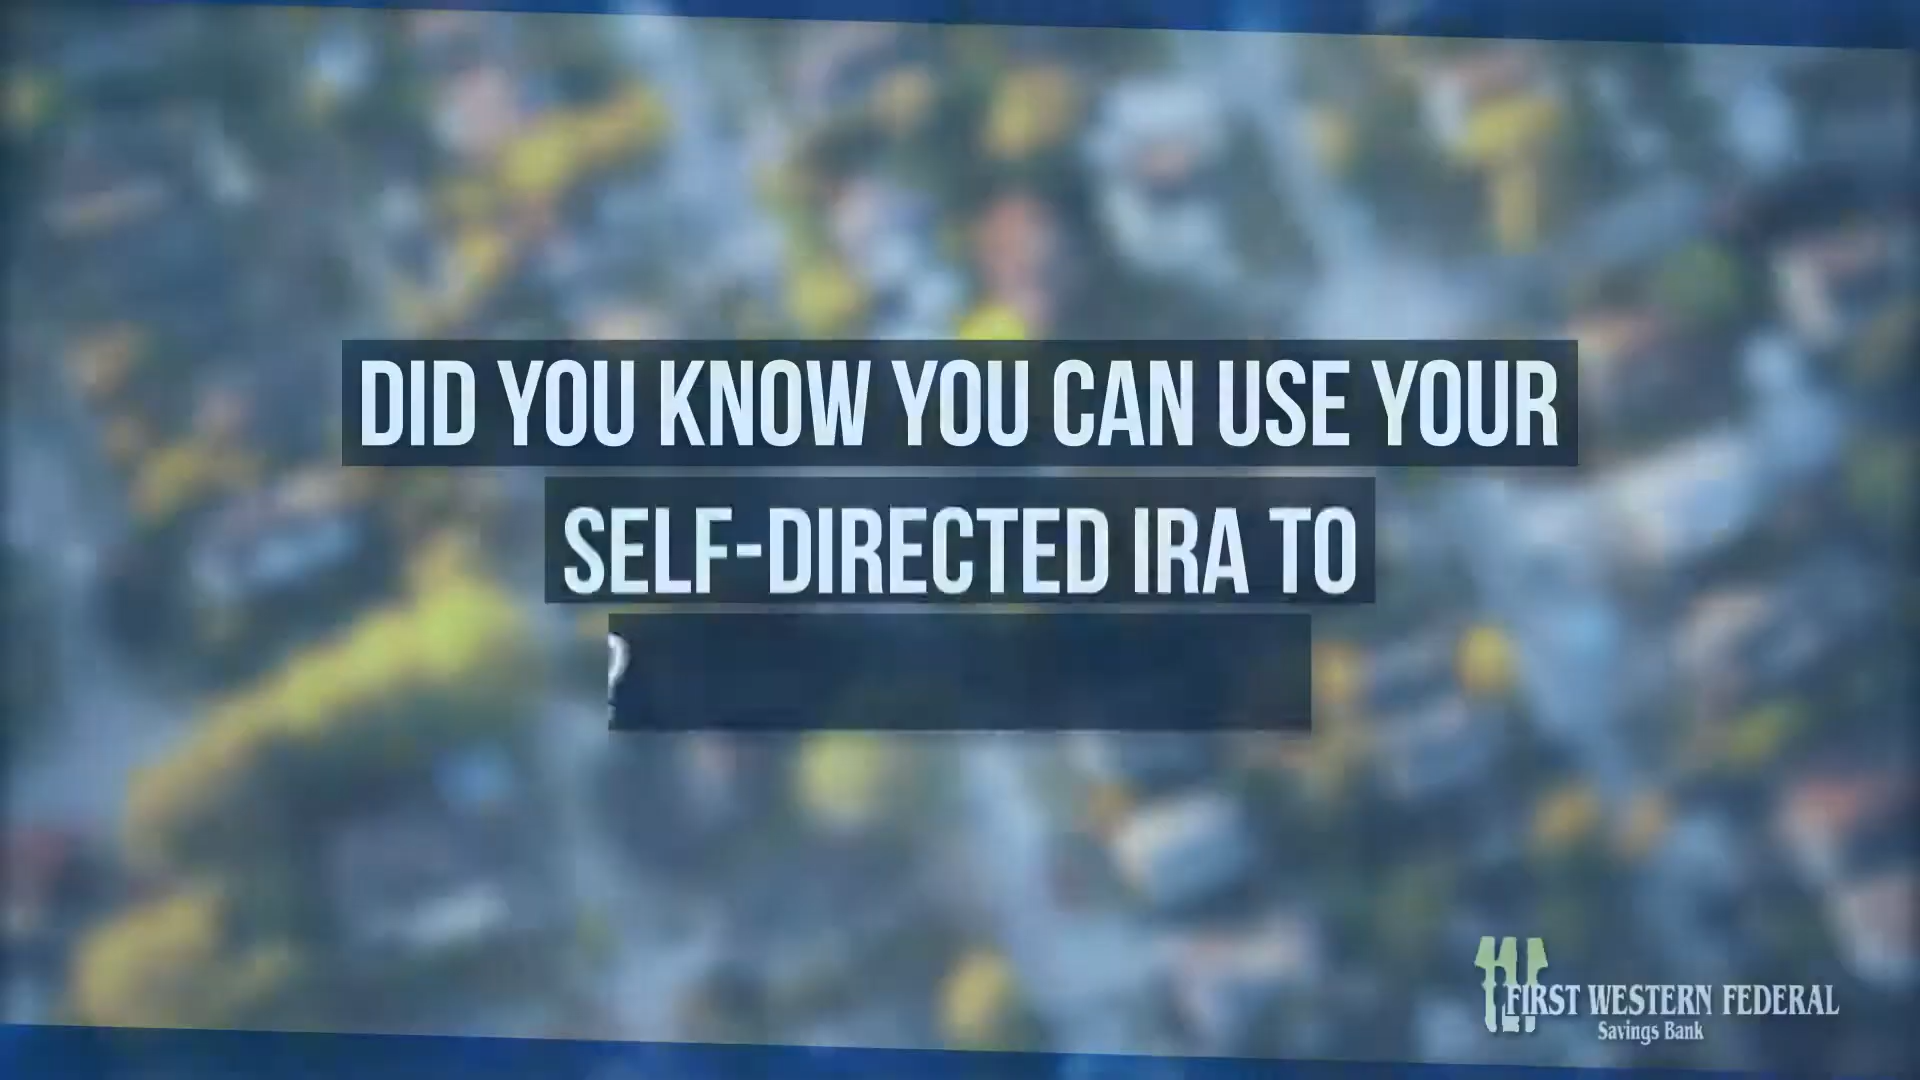 DID YOU KNOW YOU CAN USE YOUR
SELF-DIRECTED IRA TO
?
FIRST WESTERN FEDERAL
Savings Bank